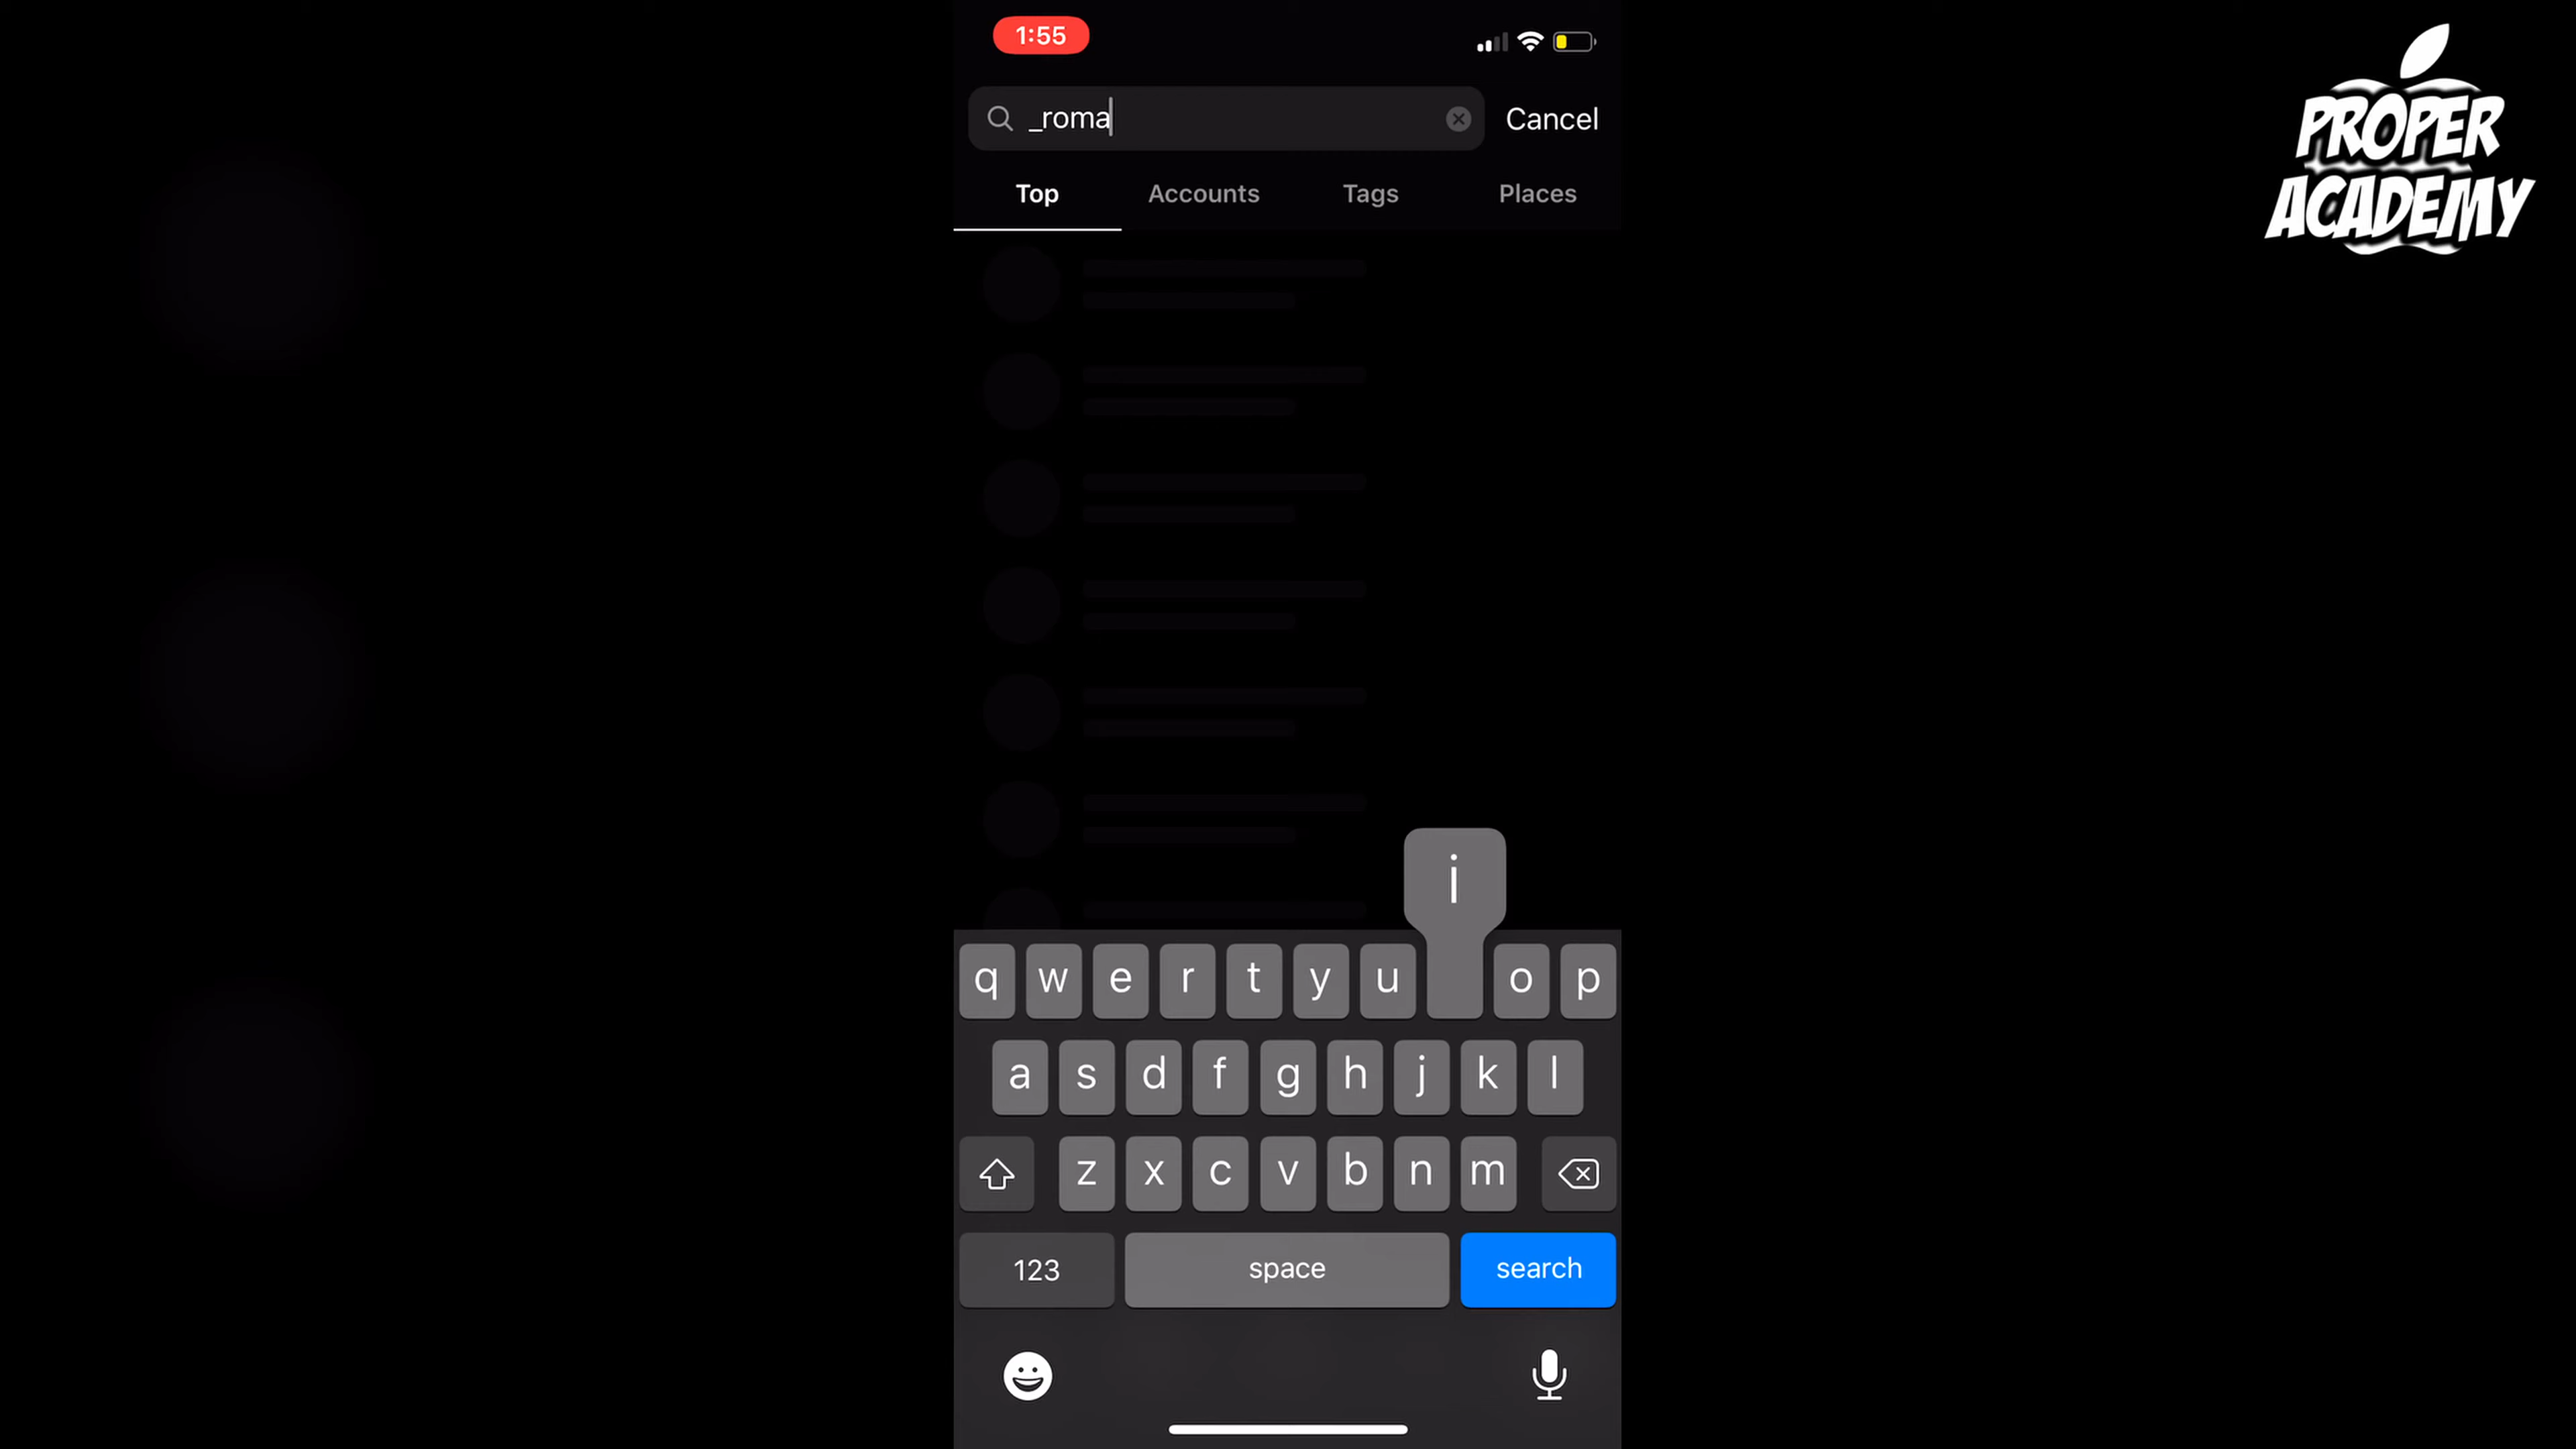 1:55
_roma
Cancel
Top Accounts Tags Places
PROPER
ACADEMY
i
q w e r t y u o p
a s d f g h j k l
z x c v b n m
123 space search